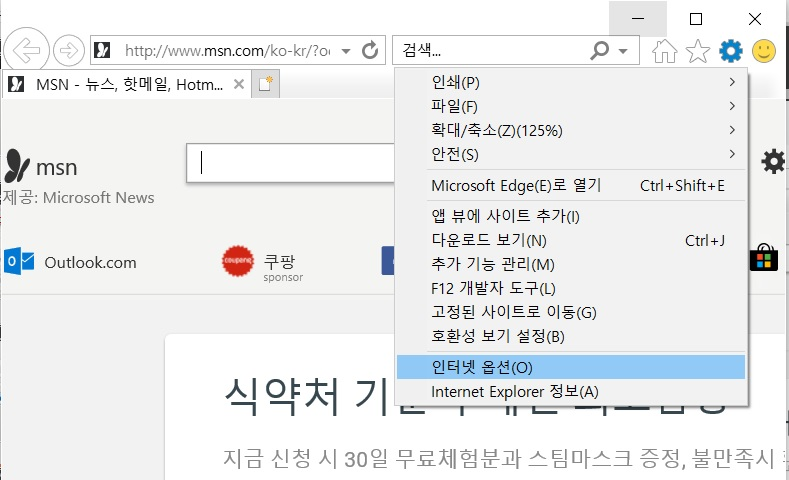 http://www.msn.com/ko-kr/?o
검색...
MSN - 뉴스, 핫메일, Hotm...
인쇄(P)
파일(F)
확대/축소(Z)(125%)
안전(S)
Microsoft Edge(E)로 열기 Ctrl+Shift+E
앱 뷰에 사이트 추가(I)
다운로드 보기(N) Ctrl+J
추가 기능 관리(M)
F12 개발자 도구(L)
고정된 사이트로 이동(G)
호환성 보기 설정(B)
인터넷 옵션(O)
Internet Explorer 정보(A)
msn
제공: Microsoft News
Outlook.com
coupang
쿠팡
sponsor
식약처
지금 신청 시 30일 무료체험분과 스팀마스크 증정, 불만족시